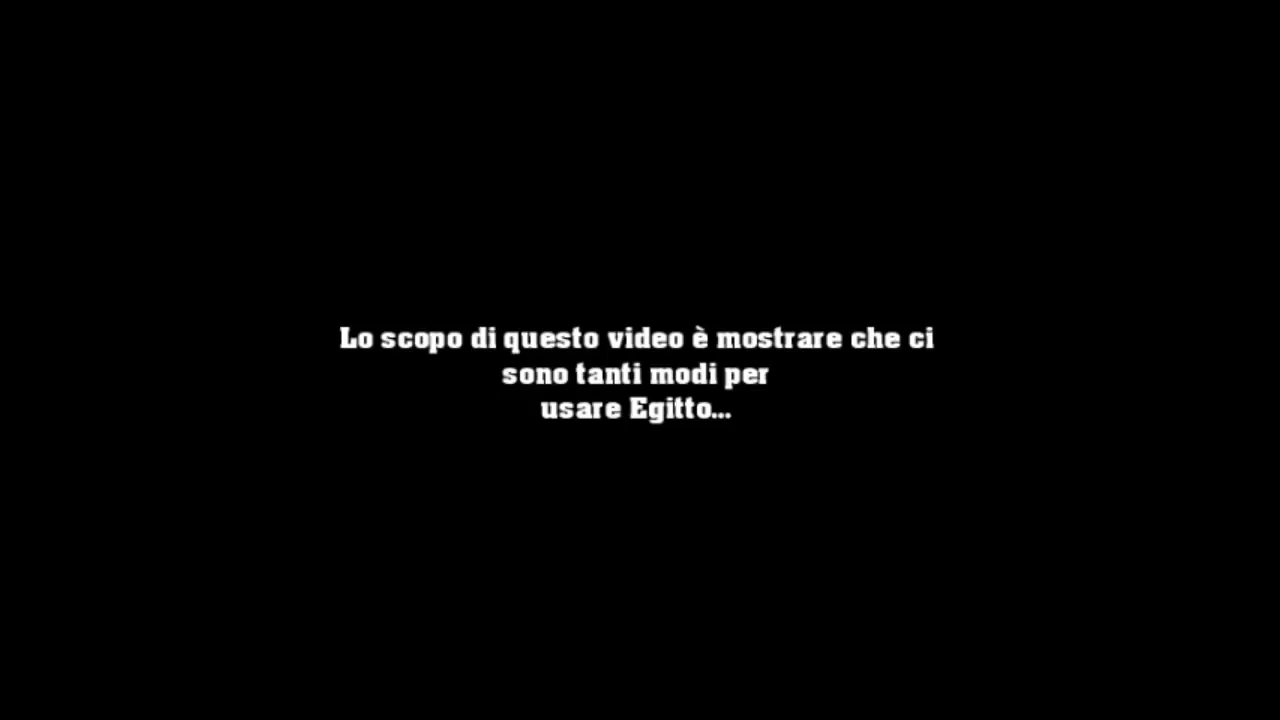 Lo scopo di questo video è mostrare che ci
sono tanti modi per
usare Egitto...